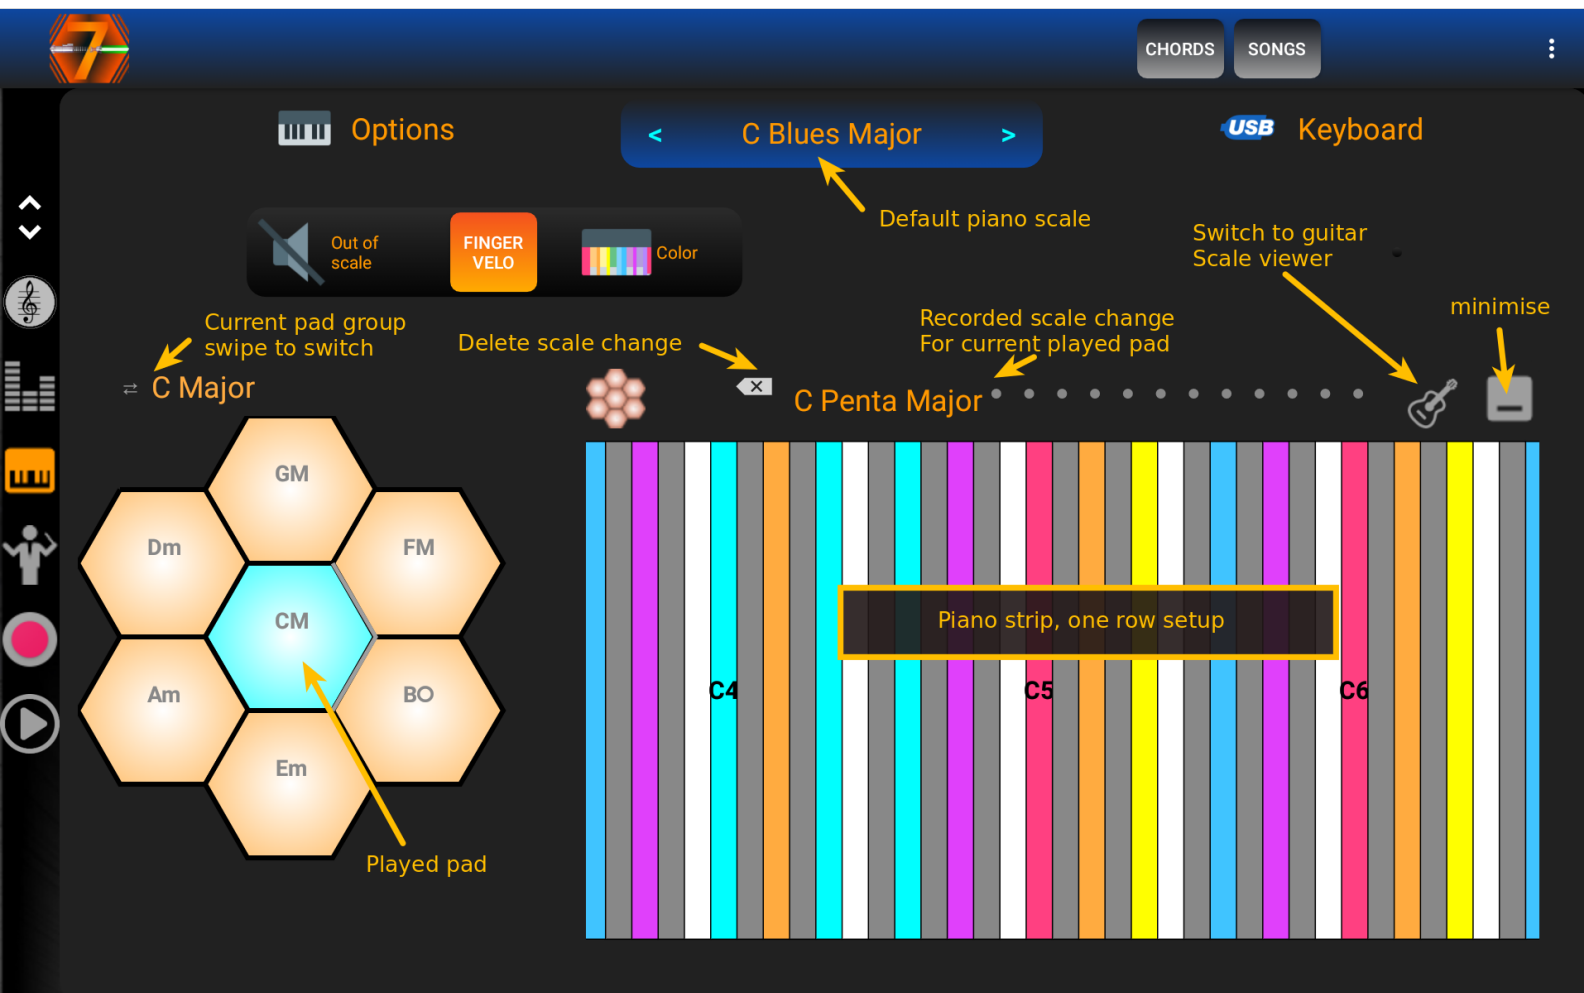 7
CHORDS
SONGS
Options
< C Blues Major >
USB Keyboard
Default piano scale
Switch to guitar
Scale viewer
Out of
scale
FINGER
VELO
Color
minimise
Current pad group
swipe to switch
Delete scale change
Recorded scale change
For current played pad
C Major
C Penta Major
GM
Dm
FM
CM
Am
BO
Em
Played pad
Piano strip, one row setup
C4
C5
C6